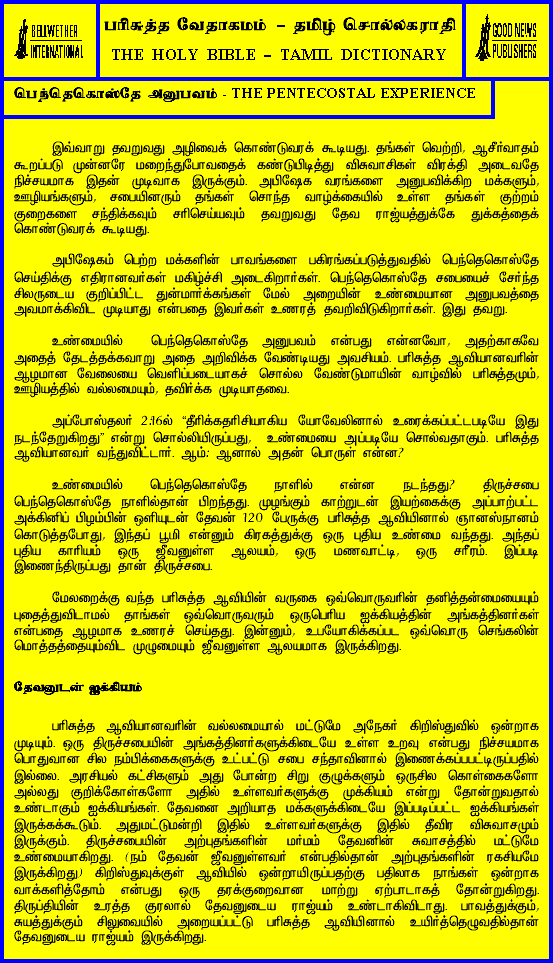 BELLWETHER
INTERNATIONAL
பரிசுத்த வேதாகமம் – தமிழ் சொல்லகராதி
THE HOLY BIBLE – TAMIL DICTIONARY
GOOD NEWS
PUBLISHERS
பெந்தெகொஸ்தே அனுபவம் - THE PENTECOSTAL EXPERIENCE
இவ்வாறு தவறுவது அழிவைக் கொண்டுவரக் கூடியது. தங்கள் வெற்றி, ஆசீர்வாதம்
கூறப்படு முன்னரே மறைந்துபோவதைக் கண்டுபிடித்து விசுவாசிகள் விரக்தி அடைவதே
நிச்சயமாக இதன் முடிவாக இருக்கும். அபிஷேக வரங்களை அனுபவிக்கிற மக்களும்,
ஊழியங்களும், சபையினரும் தங்கள் சொந்த வாழ்க்கையில் உள்ள தங்கள் குற்றம்
குறைகளை சந்திக்கவும் சரிசெய்யவும் தவறுவது தேவ ராஜ்யத்துக்கே துக்கத்தைக்
கொண்டுவரக் கூடியது.
அபிஷேகம் பெற்ற மக்களின் பாவங்களை பகிரங்கப்படுத்துவதில் பெந்தெகொஸ்தே
செய்திக்கு எதிரானவர்கள் மகிழ்ச்சி அடைகிறார்கள். பெந்தெகொஸ்தே சபையைச் சேர்ந்த
சிலருடைய குறிப்பிட்ட துன்மார்க்கங்கள் மேல் அறையின் உண்மையான அனுபவத்தை
அவமாக்கிவிட முடியாது என்பதை இவர்கள் உணரத் தவறிவிடுகிறார்கள். இது தவறு.
உண்மையில் பெந்தெகொஸ்தே அனுபவம் என்பது என்னவோ, அதற்காகவே
அதைத் தேடத்தக்கவாறு அதை அறிவிக்க வேண்டியது அவசியம். பரிசுத்த ஆவியானவரின்
ஆழமான வேலையை வெளிப்படையாகச் சொல்ல வேண்டுமாயின் வாழ்வில் பரிசுத்தமும்,
ஊழியத்தில் வல்லமையும், தவிர்க்க முடியாதவை.
அப்போஸ்தலர் 2:16ல் “தீர்க்கதரிசியாகிய யோவேலினால் உரைக்கப்பட்டபடியே இது
நடந்தேறுகிறது” என்று சொல்லியிருப்பது, உண்மையை அப்படியே சொல்வதாகும். பரிசுத்த
ஆவியானவர் வந்துவிட்டார். ஆம்; ஆனால் அதன் பொருள் என்ன?
உண்மையில் பெந்தெகொஸ்தே நாளில் என்ன நடந்தது? திருச்சபை
பெந்தெகொஸ்தே நாளில்தான் பிறந்தது. முழங்கும் காற்றுடன் இயற்கைக்கு அப்பாற்பட்ட
அக்கினிப் பிழம்பின் ஒளியுடன் தேவன் 120 பேருக்கு பரிசுத்த ஆவியினால் ஞானஸ்நானம்
கொடுத்தபோது, இந்தப் பூமி என்னும் கிரகத்துக்கு ஒரு புதிய உண்மை வந்தது. அந்தப்
புதிய காரியம் ஒரு ஜீவனுள்ள ஆலயம், ஒரு மணவாட்டி, ஒரு சரீரம். இப்படி
இணைந்திருப்பது தான் திருச்சபை.
மேலறைக்கு வந்த பரிசுத்த ஆவியின் வருகை ஒவ்வொருவரின் தனித்தன்மையையும்
புதைத்துவிடாமல் தாங்கள் ஒவ்வொருவரும் ஒருபெரிய ஐக்கியத்தின் அங்கத்தினர்கள்
என்பதை ஆழமாக உணரச் செய்தது. இன்னும், உபயோகிக்கப்பட ஒவ்வொரு செங்கலின்
மொத்தத்தையும்விட முழுமையும் ஜீவனுள்ள ஆலயமாக இருக்கிறது.
தேவனுடன் ஐக்கியம்
பரிசுத்த ஆவியானவரின் வல்லமையால் மட்டுமே அநேகர் கிறிஸ்துவில் ஒன்றாக
முடியும். ஒரு திருச்சபையின் அங்கத்தினர்களுக்கிடையே உள்ள உறவு என்பது நிச்சயமாக
பொதுவான சில நம்பிக்கைகளுக்கு உட்பட்டு சபை சந்தாவினால் இணைக்கப்பபட்டிருப்பதில்
இல்லை. அரசியல் கட்சிகளும் அது போன்ற சிறு குழுக்களும் ஒருசில கொள்கைகளோ
அல்லது குறிக்கோள்களோ அதில் உள்ளவர்களுக்கு முக்கியம் என்று தோன்றுவதால்
உண்டாகும் ஐக்கியங்கள். தேவனை அறியாத மக்களுக்கிடையே இப்படிப்பட்ட ஐக்கியங்கள்
இருக்கக்கூடும். அதுமட்டுமன்றி இதில் உள்ளவர்களுக்கு இதில் தீவிர விசுவாசமும்
இருக்கும். திருச்சபையின் அற்புதங்களின் மர்மம் தேவனின் சுவாசத்தில் மட்டுமே
உண்மையாகிறது. (நம் தேவன் ஜீவனுள்ளவர் என்பதில்தான் அற்புதங்களின் ரகசியமே
இருக்கிறது) கிறிஸ்துவுக்குள் ஆவியில் ஒன்றாயிருப்பதற்கு பதிலாக நாங்கள் ஒன்றாக
வாக்களித்தோம் என்பது ஒரு தரக்குறைவான மாற்று ஏற்பாடாகத் தோன்றுகிறது.
திருப்தியின் உரத்த குரலால் தேவனுடைய ராஜ்யம் உண்டாகிவிடாது. பாவத்துக்கும்,
சுயத்துக்கும் சிலுவையில் அறையப்பட்டு பரிசுத்த ஆவியினால் உயிர்த்தெழுவதில்தான்
தேவனுடைய ராஜ்யம் இருக்கிறது.